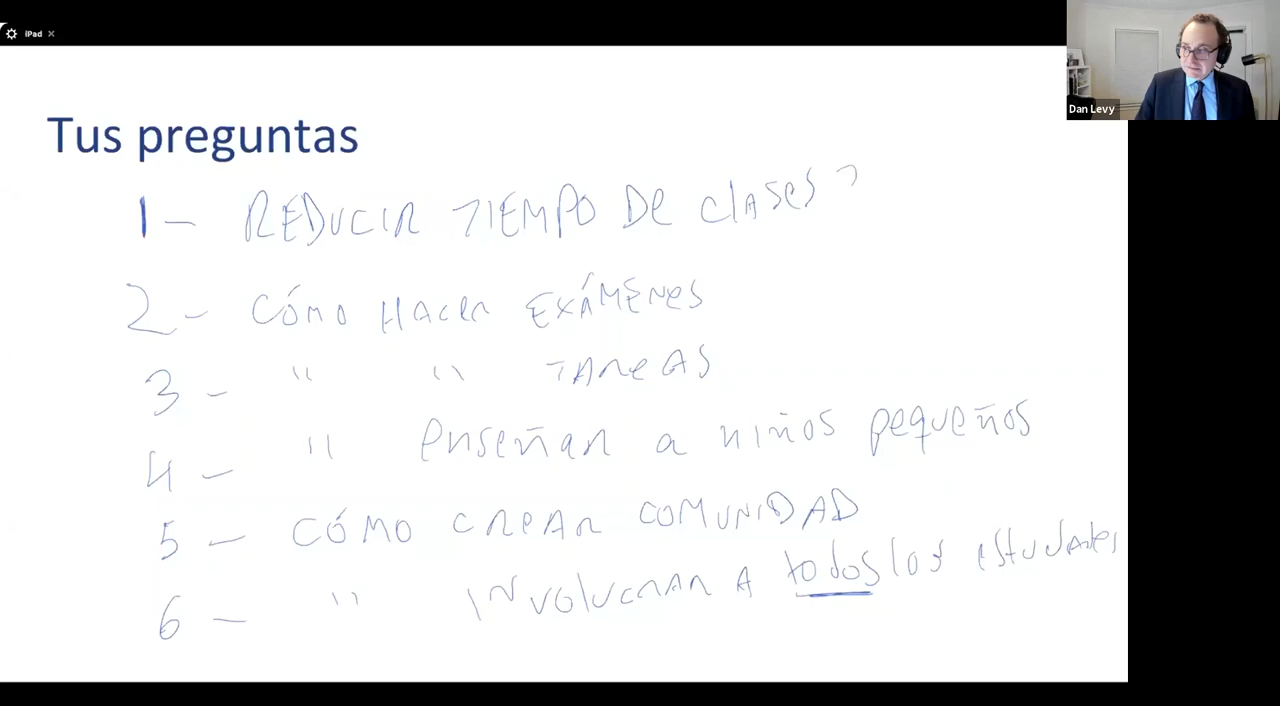 iPad
Dan Levy
Tus preguntas
1- REDUCIR TIEMPO DE CLASES?
2- CÓMO HACER EXÁMENES
3- " " TAREAS
4- " enseñar a niños pequeños
5- CÓMO CREAR COMUNIDAD
6- " INVOLUCRAR A todos los estudiantes